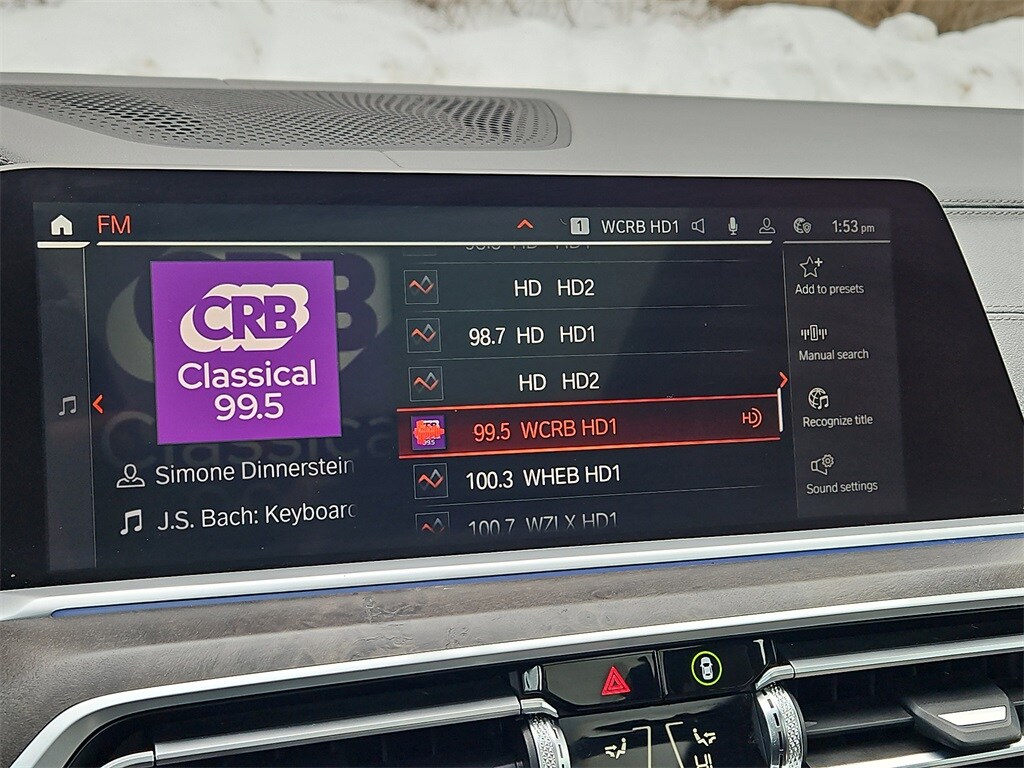 FM
1 WCRB HD1
1:53 pm
CRB
Classical
99.5
Simone Dinnerstein
J.S. Bach: Keyboard
HD HD2
98.7 HD HD1
HD HD2
99.5 WCRB HD1
HD
100.3 WHEB HD1
100.7 WZLX HD1
Add to presets
Manual search
Recognize title
Sound settings